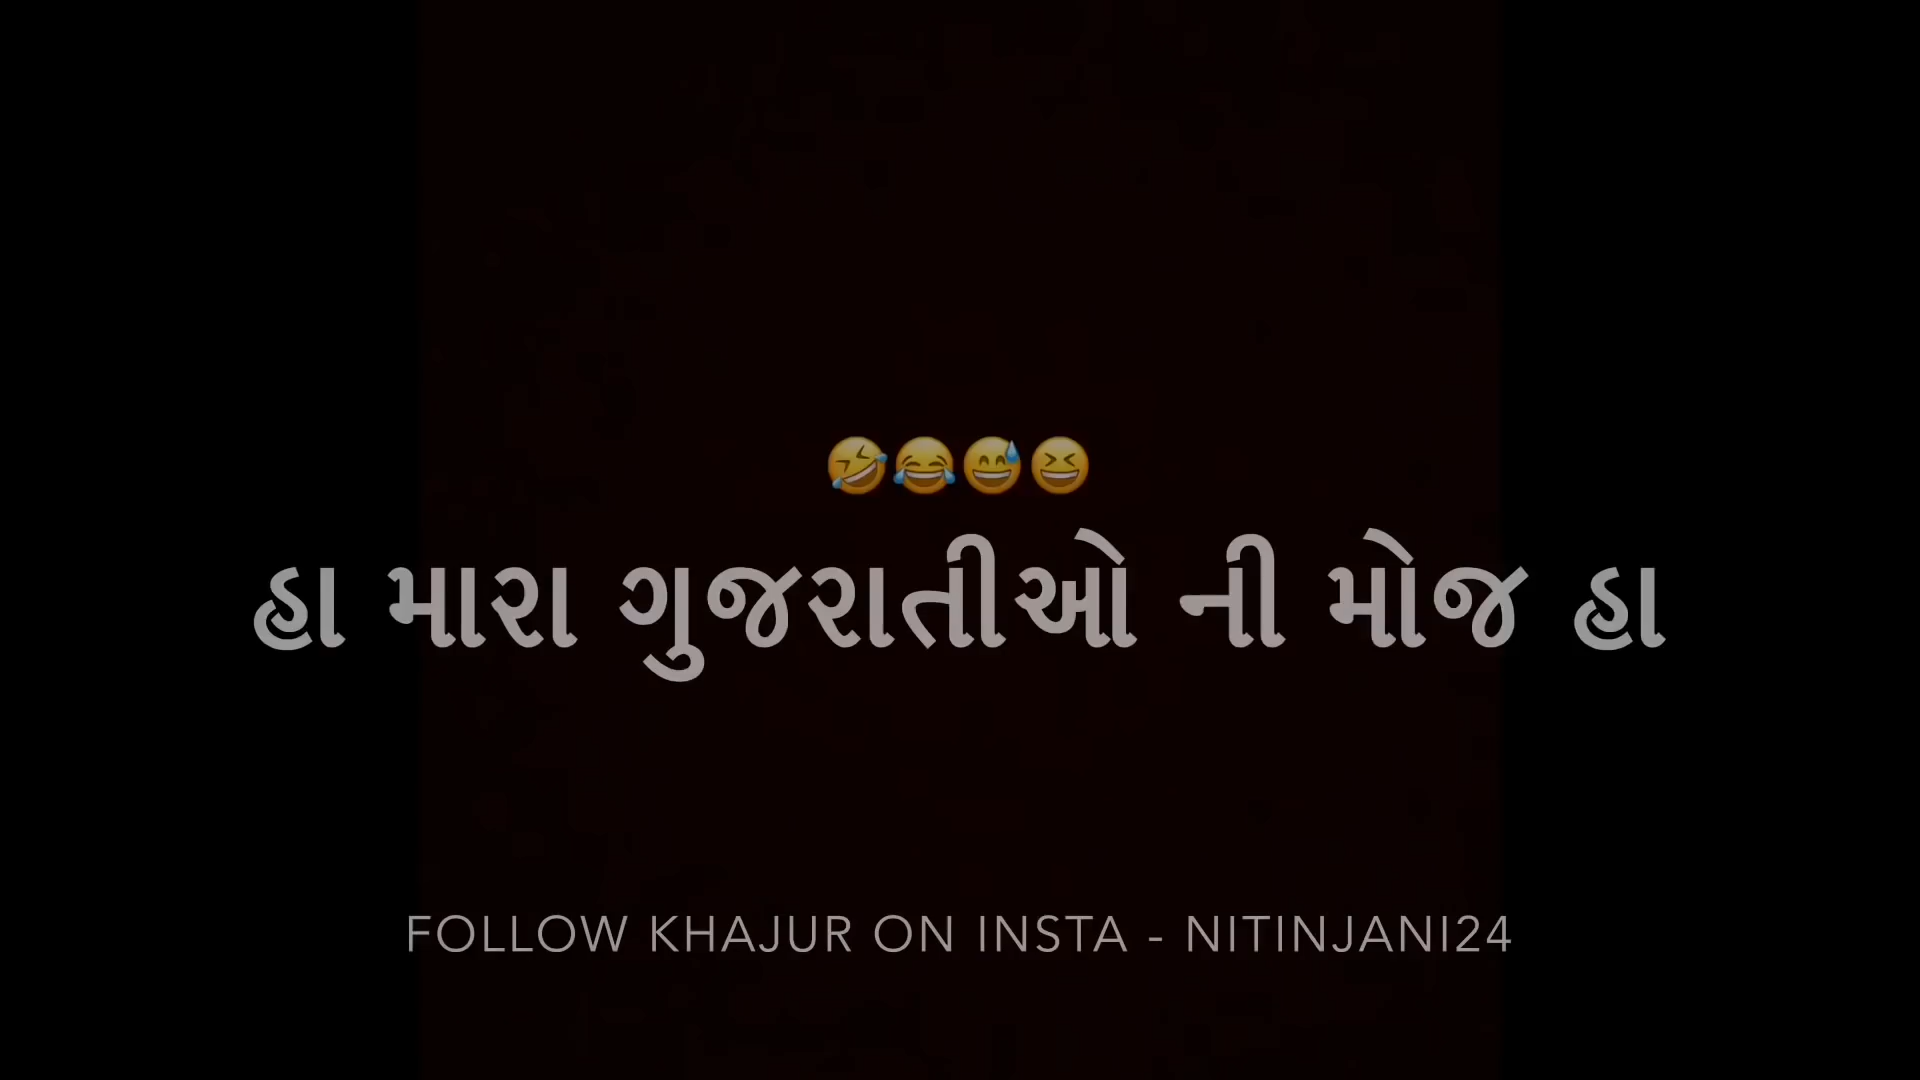 🤣😂😅😆
હા મારા ગુજરાતીઓ ની મોજ હા
FOLLOW KHAJUR ON INSTA - NITINJANI24